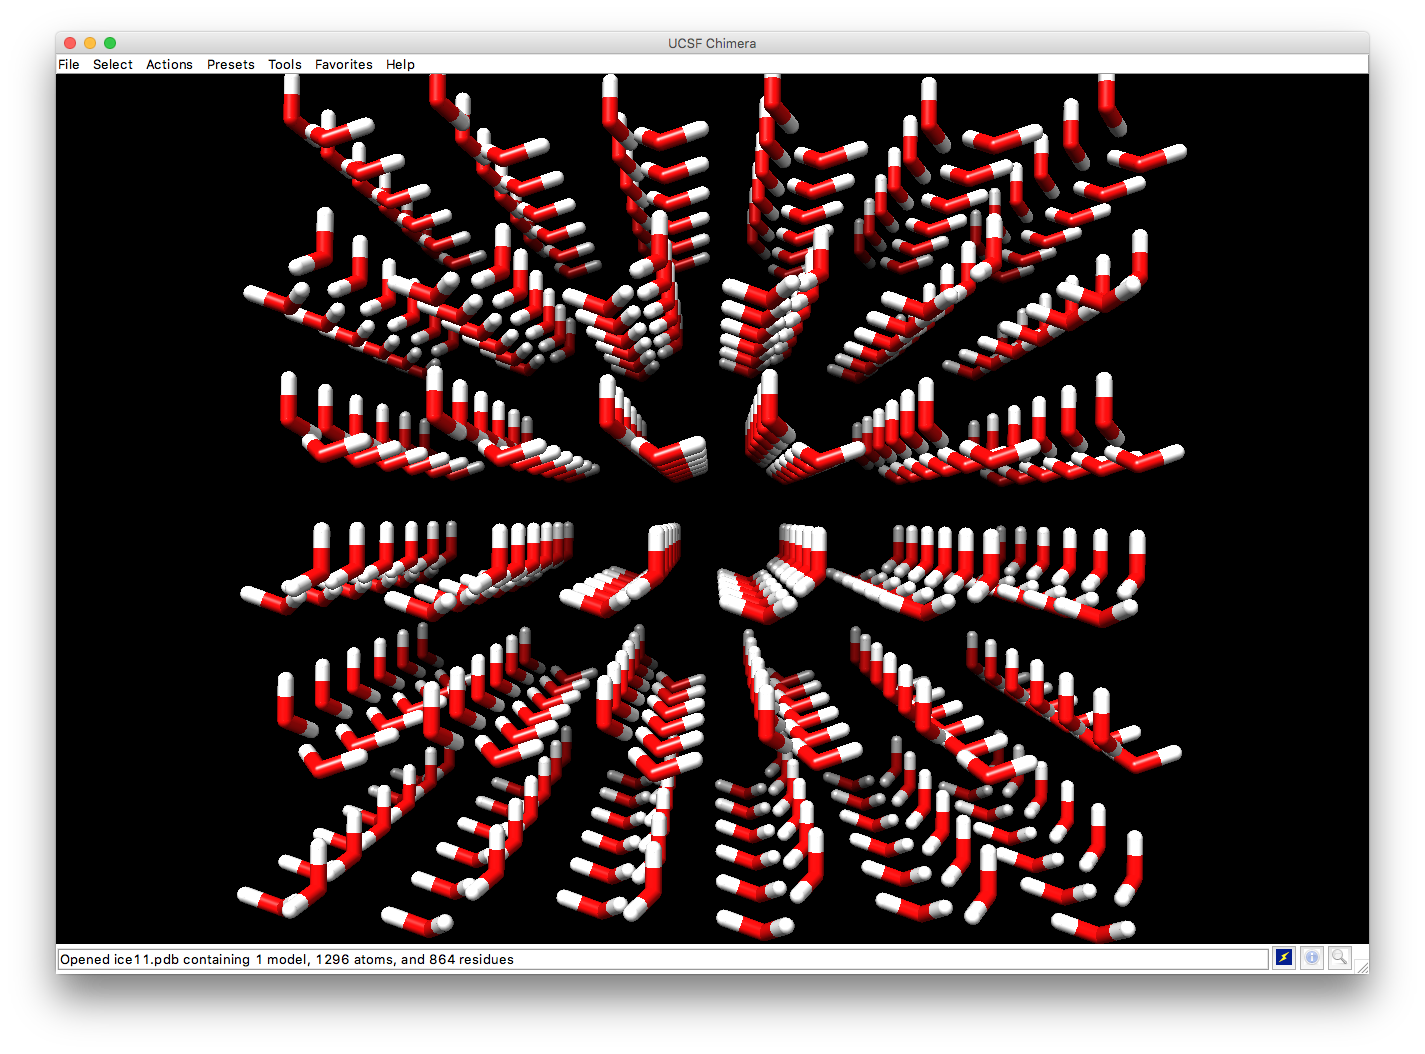 UCSF Chimera
File Select Actions Presets Tools Favorites Help
Opened ice11.pdb containing 1 model, 1296 atoms, and 864 residues